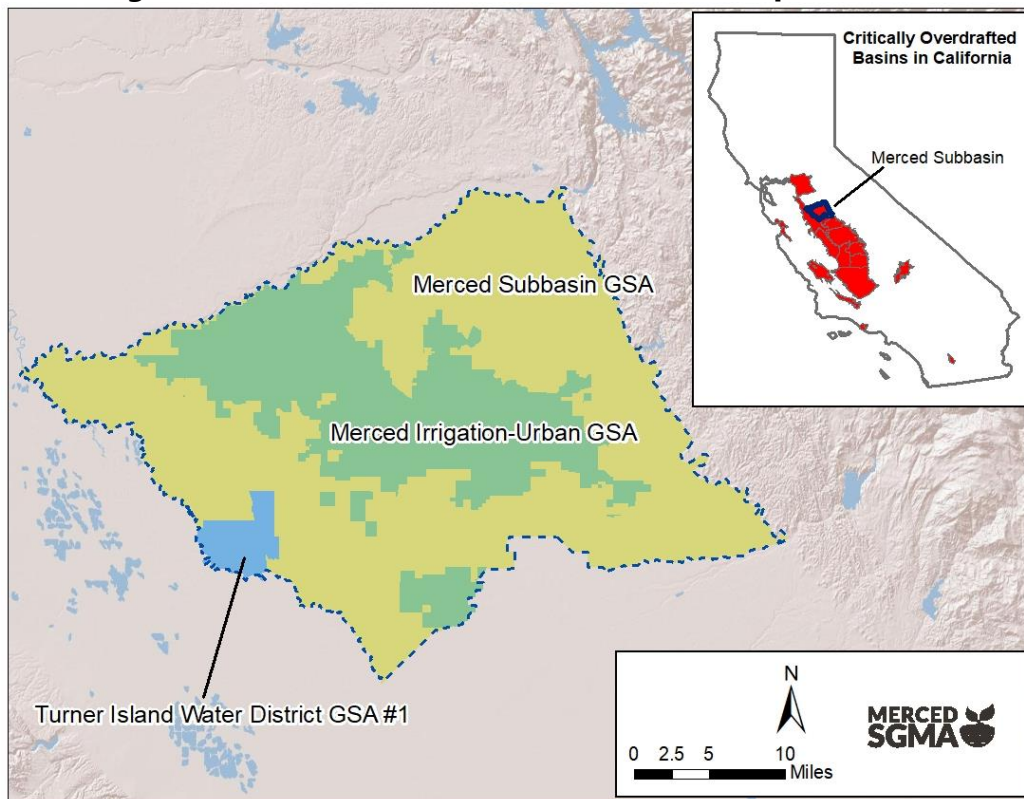 Critically Overdrafted
Basins in California
Merced Subbasin
Merced Subbasin GSA
Merced Irrigation-Urban GSA
Turner Island Water District GSA #1
N
0 2.5 5 10
Miles
MERCED
SGMA